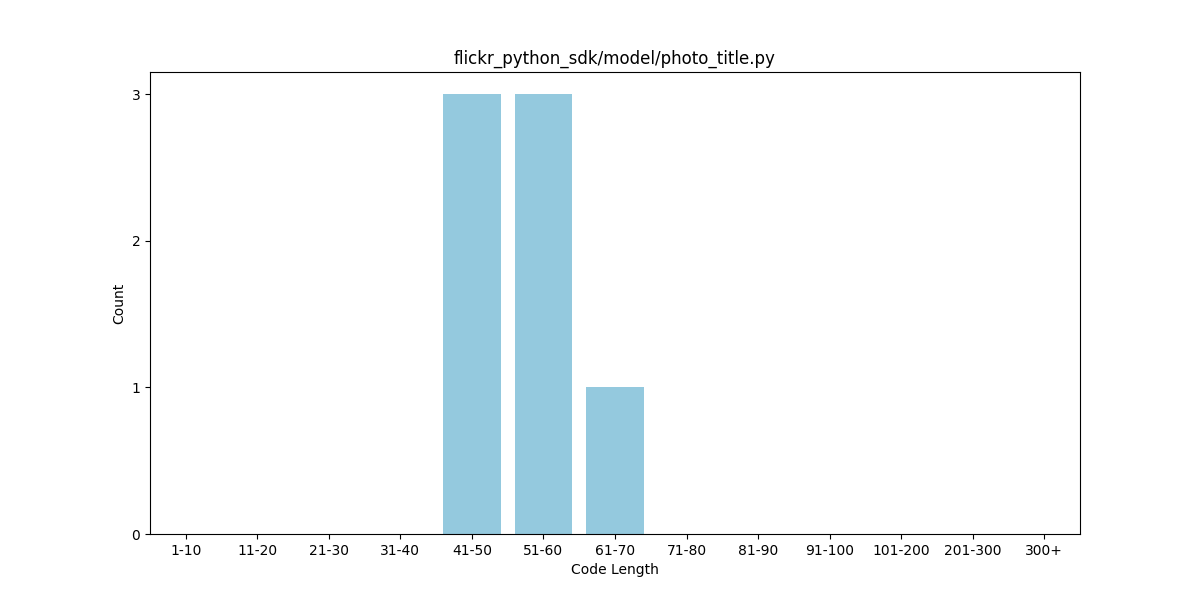 flickr_python_sdk/model/photo_title.py
3
2
1
0
Count
1-10 11-20 21-30 31-40 41-50 51-60 61-70 71-80 81-90 91-100 101-200 201-300 300+
Code Length